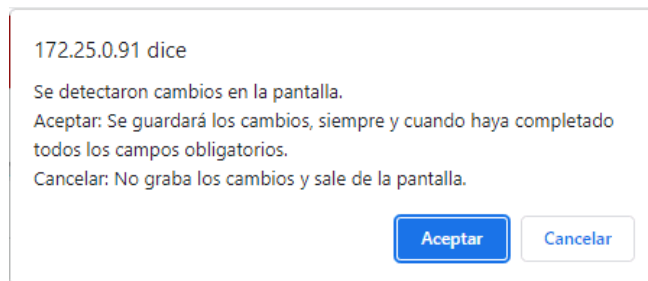 172.25.0.91 dice
Se detectaron cambios en la pantalla.
Aceptar: Se guardará los cambios, siempre y cuando haya completado
todos los campos obligatorios.
Cancelar: No graba los cambios y sale de la pantalla.
Aceptar
Cancelar